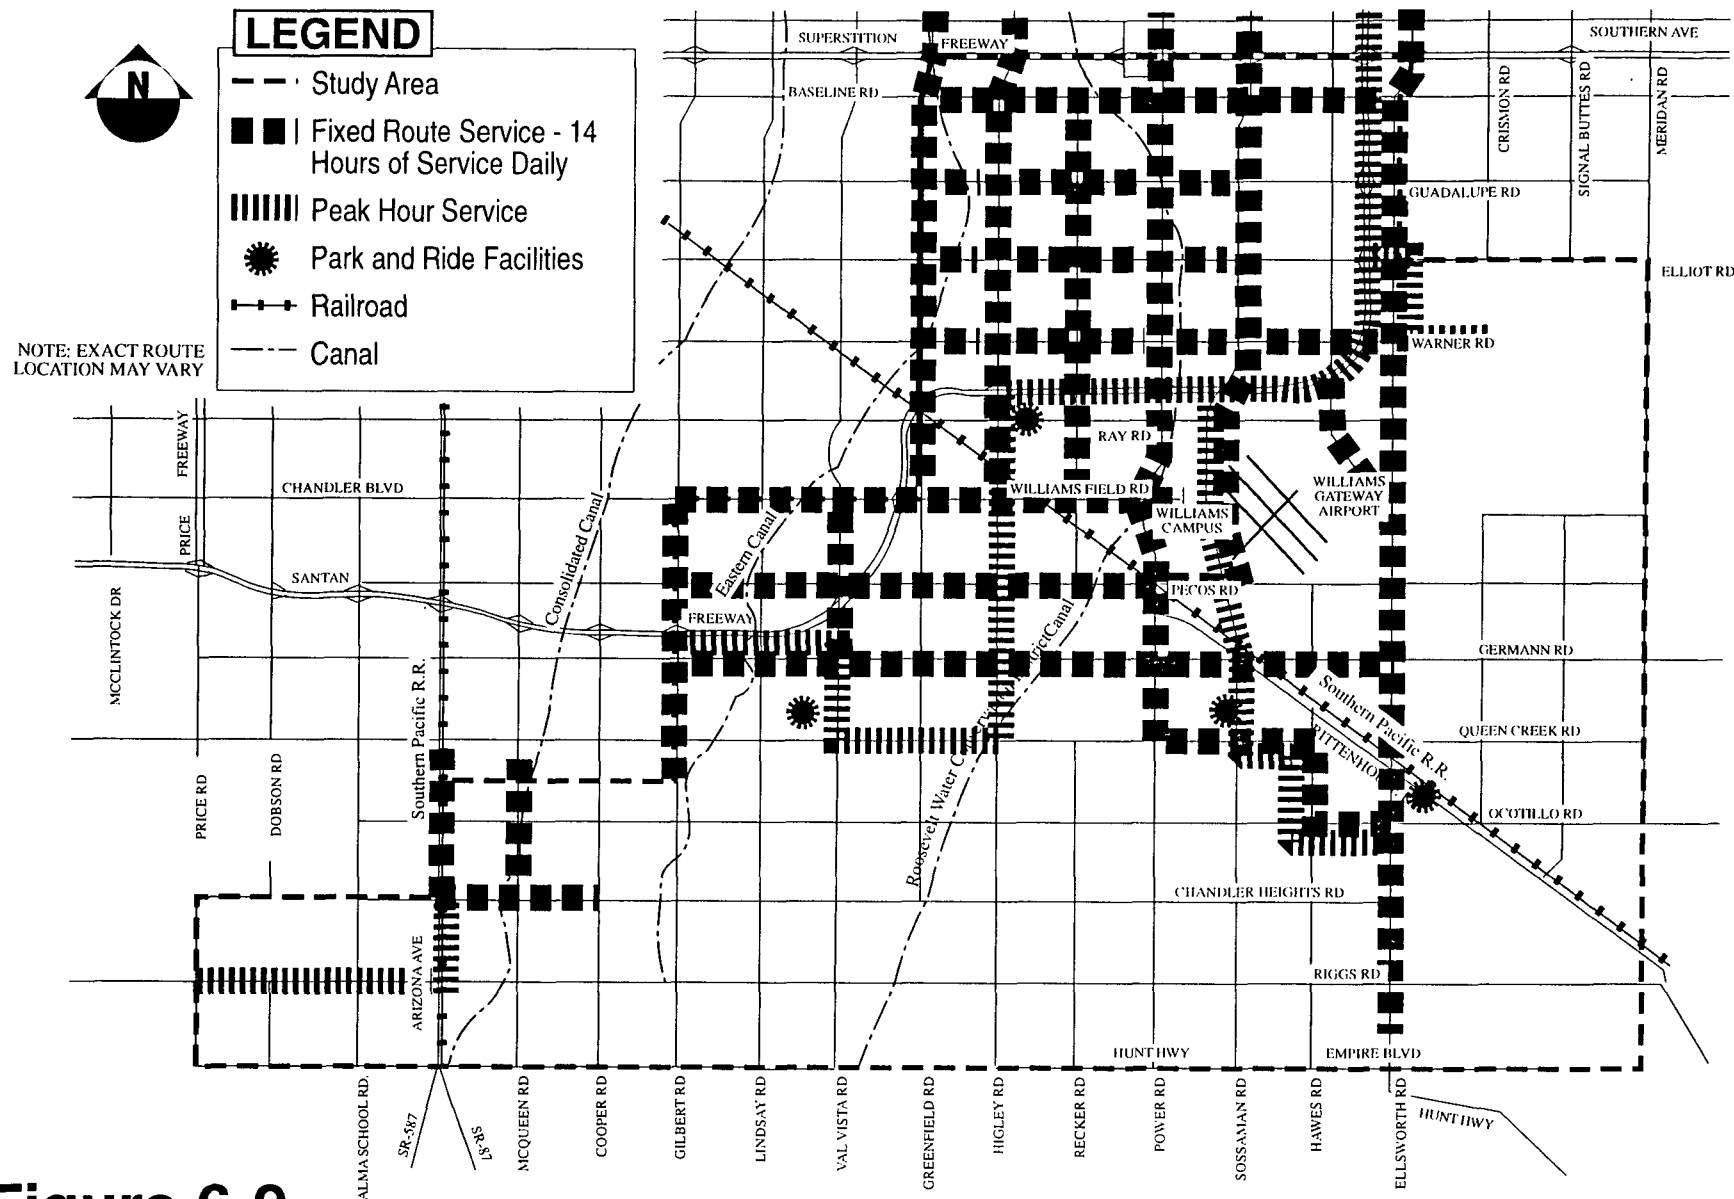 LEGEND
Study Area
Fixed Route Service - 14
Hours of Service Daily
Peak Hour Service
Park and Ride Facilities
Railroad
Canal
N
NOTE: EXACT ROUTE
LOCATION MAY VARY
SUPERSTITION
FREEWAY
SOUTHERN AVE
BASELINE RD
CRISMON RD
SIGNAL BUTTES RD
MERIDAN RD
GUADALUPE RD
ELLIOT RD
WARNER RD
RAY RD
WILLIAMS FIELD RD
WILLIAMS
CAMPUS
WILLIAMS
GATEWAY
AIRPORT
PRICE
FREEWAY
CHANDLER BLVD
SANTAN
FREEWAY
Consolidated Canal
Eastern Canal
PECOS RD
GERMANN RD
QUEEN CREEK RD
OCOTILLO RD
CHANDLER HEIGHTS RD
RIGGS RD
HUNT HWY
EMPIRE BLVD
HUNT HWY
Southern Pacific R.R.
Southern Pacific R.R.
Roosevelt Water
Canal
MCCLINTOCK DR
PRICE RD
DOBSON RD
ALMA SCHOOL RD.
ARIZONA AVE
SR-587
SR-87
MCQUEEN RD
COOPER RD
GILBERT RD
LINDSAY RD
VAL VISTA RD
GREENFIELD RD
HIGLEY RD
RECKER RD
POWER RD
SOSSAMAN RD
HAWES RD
ELLSWORTH RD